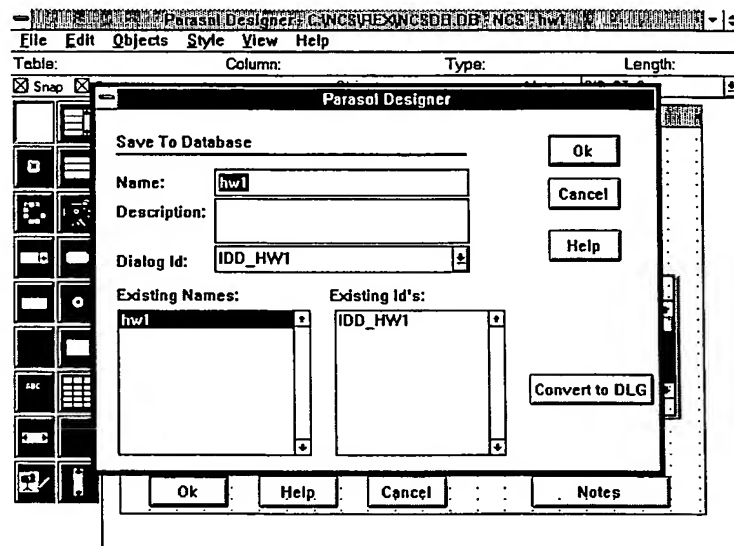 Parasol Designer - C:\NCS\HEX\NCSDB.DB : NCS - hw1
File Edit Objects Style View Help
Table: Column: Type: Length:
Snap
Parasol Designer
Save To Database
Ok
Name: hw1
Cancel
Description:
Help
Dialog Id: IDD_HW1
Existing Names: Existing Id's:
hw1 IDD_HW1
ABC
Convert to DLG
Ok Help Cancel Notes